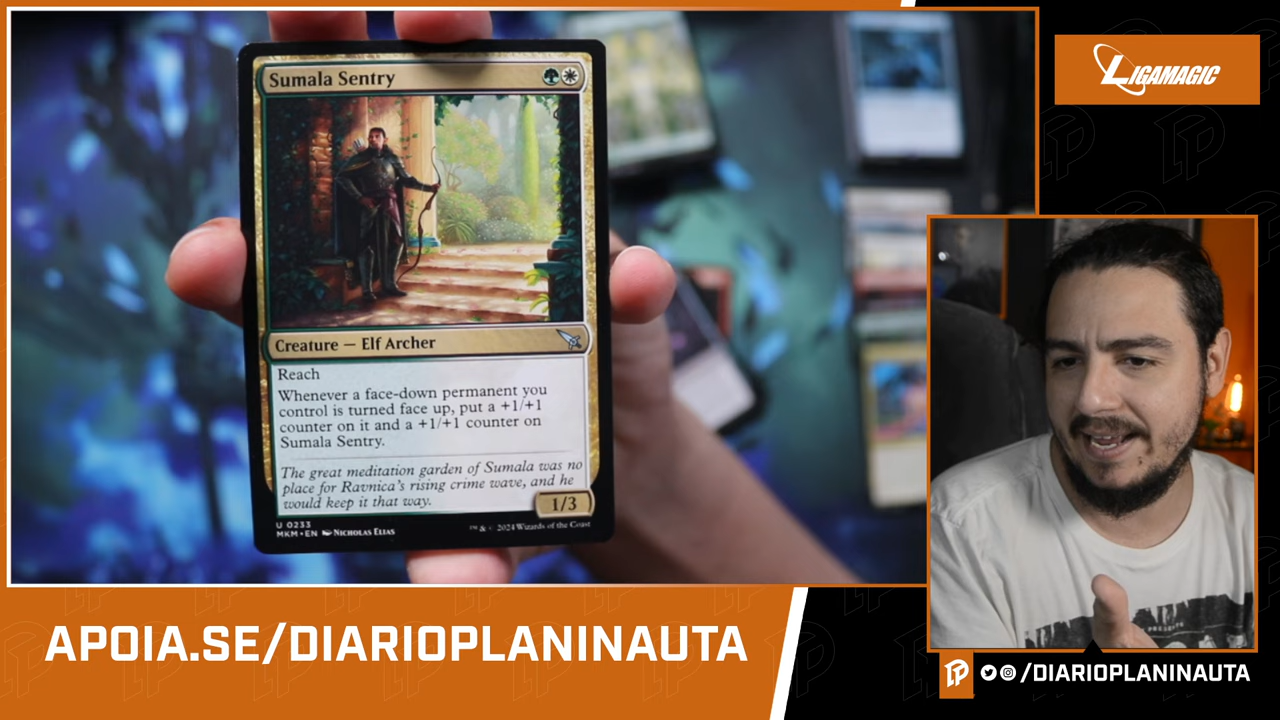 Sumala Sentry
Creature — Elf Archer
Reach
Whenever a face-down permanent you
control is turned face up, put a +1/+1
counter on it and a +1/+1 counter on
Sumala Sentry.
The great meditation garden of Sumala was no
place for Ravnica's rising crime wave, and he
would keep it that way.
1/3
U 0233
MKM • EN NICHOLAS ELIAS
™ & © 2024 Wizards of the Coast
LIGAMAGIC
APOIA.SE/DIARIOPLANINAUTA
/DIARIOPLANINAUTA